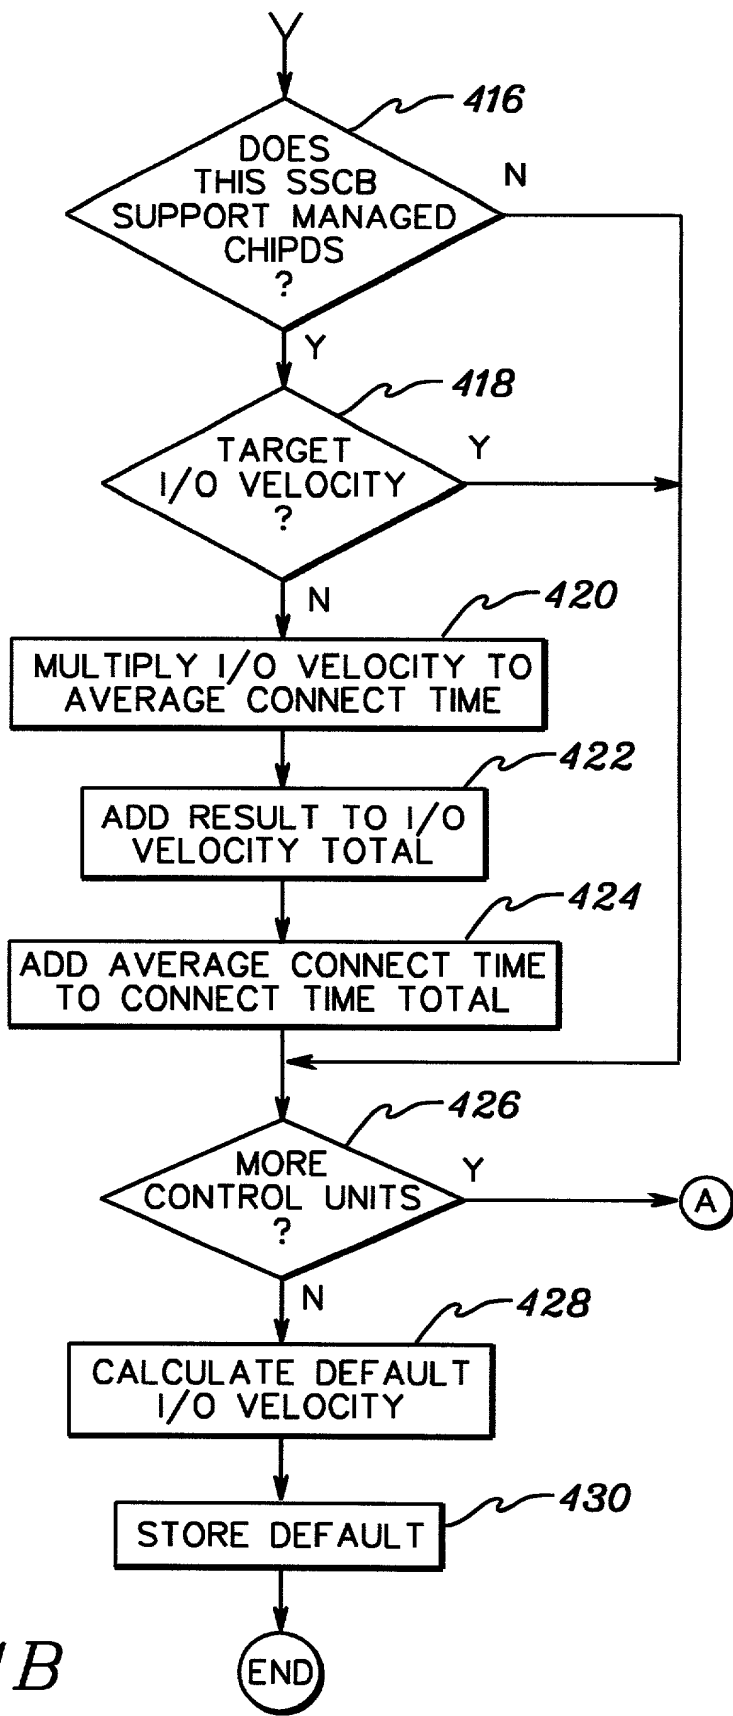 Y
416
DOES
THIS SSCB
SUPPORT MANAGED
CHIPDS
?
N
Y
418
TARGET
I/O VELOCITY
?
Y
N
420
MULTIPLY I/O VELOCITY TO
AVERAGE CONNECT TIME
422
ADD RESULT TO I/O
VELOCITY TOTAL
424
ADD AVERAGE CONNECT TIME
TO CONNECT TIME TOTAL
426
MORE
CONTROL UNITS
?
Y
A
N
428
CALCULATE DEFAULT
I/O VELOCITY
430
STORE DEFAULT
END
B